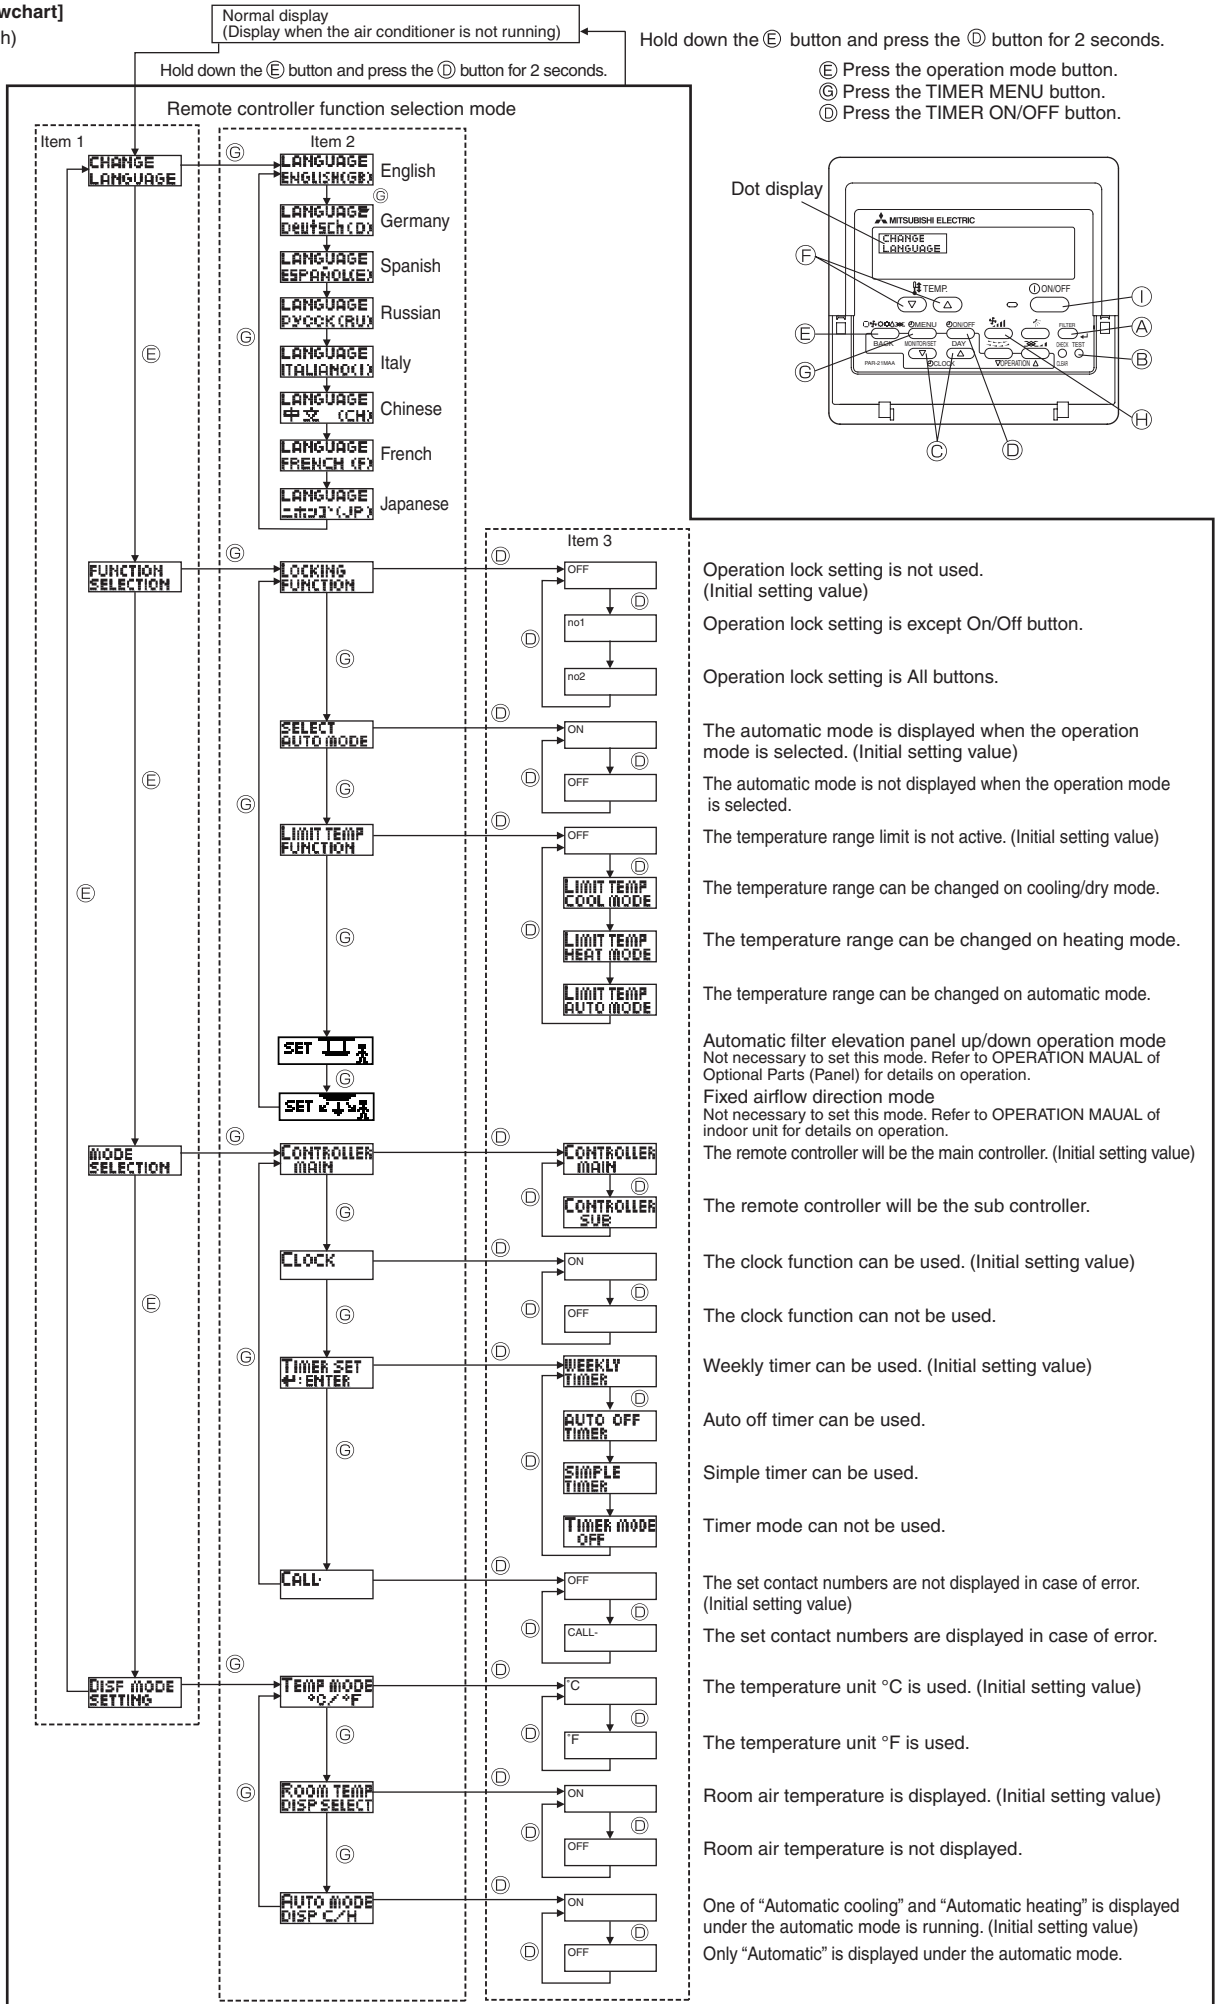 wchart]
h)
Normal display
(Display when the air conditioner is not running)
Hold down the Ⓔ button and press the Ⓓ button for 2 seconds.
Hold down the Ⓔ button and press the Ⓓ button for 2 seconds.
Ⓔ Press the operation mode button.
Ⓖ Press the TIMER MENU button.
Ⓓ Press the TIMER ON/OFF button.
Remote controller function selection mode
Item 1
Item 2
CHANGE
LANGUAGE
Ⓖ
LANGUAGE
ENGLISH(GB)
English
Ⓖ
LANGUAGE
Deutsch(D)
Germany
LANGUAGE
ESPAÑOL(E)
Spanish
LANGUAGE
РУССК(RU)
Russian
Ⓖ
LANGUAGE
ITALIANO(I)
Italy
Ⓔ
LANGUAGE
中文 (CH)
Chinese
LANGUAGE
FRENCH (F)
French
LANGUAGE
ニホンゴ(JP)
Japanese
Dot display
MITSUBISHI ELECTRIC
CHANGE
LANGUAGE
Ⓕ
TEMP.
ON/OFF
Ⓘ
Ⓔ
MENU
ON/OFF
FILTER
Ⓐ
BACK
MONITOR/SET
DAY
CHECK TEST
Ⓑ
Ⓖ
PAR-21MAA
CLOCK
▽OPERATION △
CLEAR
Ⓗ
Ⓒ
Ⓓ
Item 3
FUNCTION
SELECTION
Ⓖ
LOCKING
FUNCTION
Ⓓ
OFF
Operation lock setting is not used.
(Initial setting value)
Ⓓ
no1
Operation lock setting is except On/Off button.
Ⓓ
Ⓖ
no2
Operation lock setting is All buttons.
SELECT
AUTO MODE
Ⓓ
ON
The automatic mode is displayed when the operation
mode is selected. (Initial setting value)
Ⓓ
Ⓔ
Ⓖ
Ⓖ
Ⓓ
OFF
The automatic mode is not displayed when the operation mode
is selected.
LIMIT TEMP
FUNCTION
Ⓓ
OFF
The temperature range limit is not active. (Initial setting value)
Ⓓ
Ⓔ
LIMIT TEMP
COOL MODE
The temperature range can be changed on cooling/dry mode.
Ⓖ
Ⓓ
LIMIT TEMP
HEAT MODE
The temperature range can be changed on heating mode.
LIMIT TEMP
AUTO MODE
The temperature range can be changed on automatic mode.
SET
Automatic filter elevation panel up/down operation mode
Not necessary to set this mode. Refer to OPERATION MAUAL of
Optional Parts (Panel) for details on operation.
Ⓖ
SET
Fixed airflow direction mode
Not necessary to set this mode. Refer to OPERATION MAUAL of
indoor unit for details on operation.
MODE
SELECTION
Ⓖ
CONTROLLER
MAIN
Ⓓ
CONTROLLER
MAIN
The remote controller will be the main controller. (Initial setting value)
Ⓓ
Ⓖ
Ⓓ
CONTROLLER
SUB
The remote controller will be the sub controller.
CLOCK
Ⓓ
ON
The clock function can be used. (Initial setting value)
Ⓓ
Ⓔ
Ⓖ
Ⓓ
OFF
The clock function can not be used.
Ⓖ
TIMER SET
↵:ENTER
Ⓓ
WEEKLY
TIMER
Weekly timer can be used. (Initial setting value)
Ⓓ
AUTO OFF
TIMER
Auto off timer can be used.
Ⓖ
Ⓓ
SIMPLE
TIMER
Simple timer can be used.
TIMER MODE
OFF
Timer mode can not be used.
CALL-
Ⓓ
OFF
The set contact numbers are not displayed in case of error.
(Initial setting value)
Ⓓ
Ⓓ
CALL-
The set contact numbers are displayed in case of error.
DISP MODE
SETTING
Ⓖ
TEMP MODE
°C/°F
Ⓓ
°C
The temperature unit °C is used. (Initial setting value)
Ⓓ
Ⓖ
Ⓓ
°F
The temperature unit °F is used.
Ⓖ
ROOM TEMP
DISP SELECT
Ⓓ
ON
Room air temperature is displayed. (Initial setting value)
Ⓓ
Ⓖ
Ⓓ
OFF
Room air temperature is not displayed.
AUTO MODE
DISP C/H
Ⓓ
ON
One of “Automatic cooling” and “Automatic heating” is displayed
under the automatic mode is running. (Initial setting value)
Ⓓ
Ⓓ
OFF
Only “Automatic” is displayed under the automatic mode.